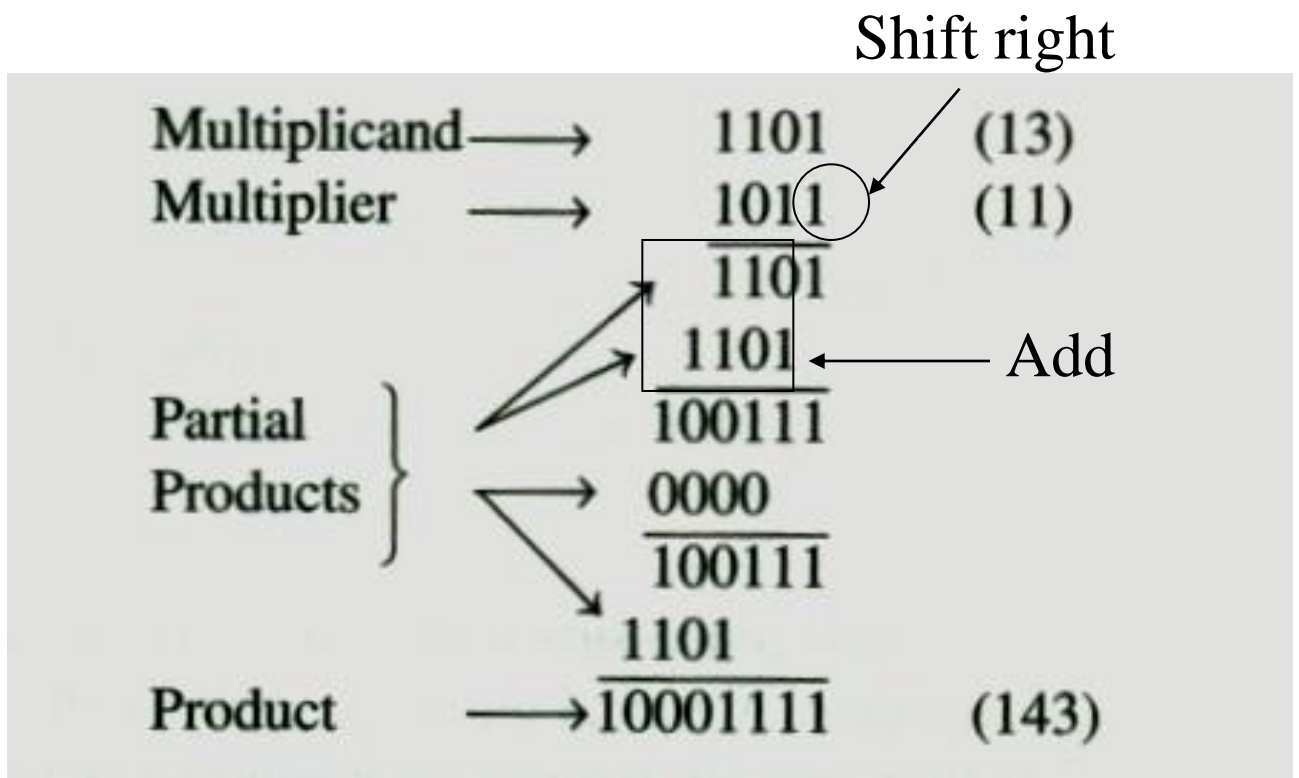 Shift right
Multiplicand 1101 (13)
Multiplier 1011 (11)
1101
1101 Add
Partial 100111
Products 0000
100111
1101
Product 10001111 (143)